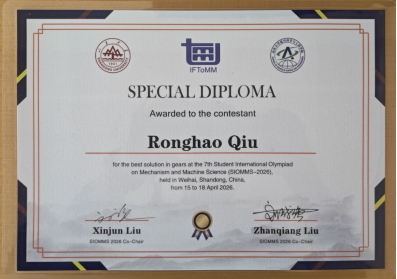 IFToMM
SPECIAL DIPLOMA
Awarded to the contestant
Ronghao Qiu
for the best solution in gears at the 7th Student International Olympiad
on Mechanism and Machine Science (SIOMMS-2026),
held in Weihai, Shandong, China,
from 15 to 18 April 2026.
Xinjun Liu
SIOMMS 2026 Co-Chair
Zhanqiang Liu
SIOMMS 2026 Co-Chair